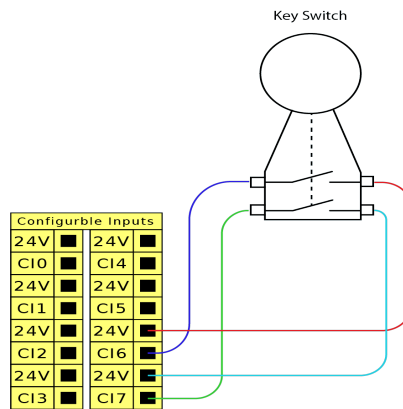 Key Switch
Configurble Inputs
24V 24V
CI0 CI4
24V 24V
CI1 CI5
24V 24V
CI2 CI6
24V 24V
CI3 CI7